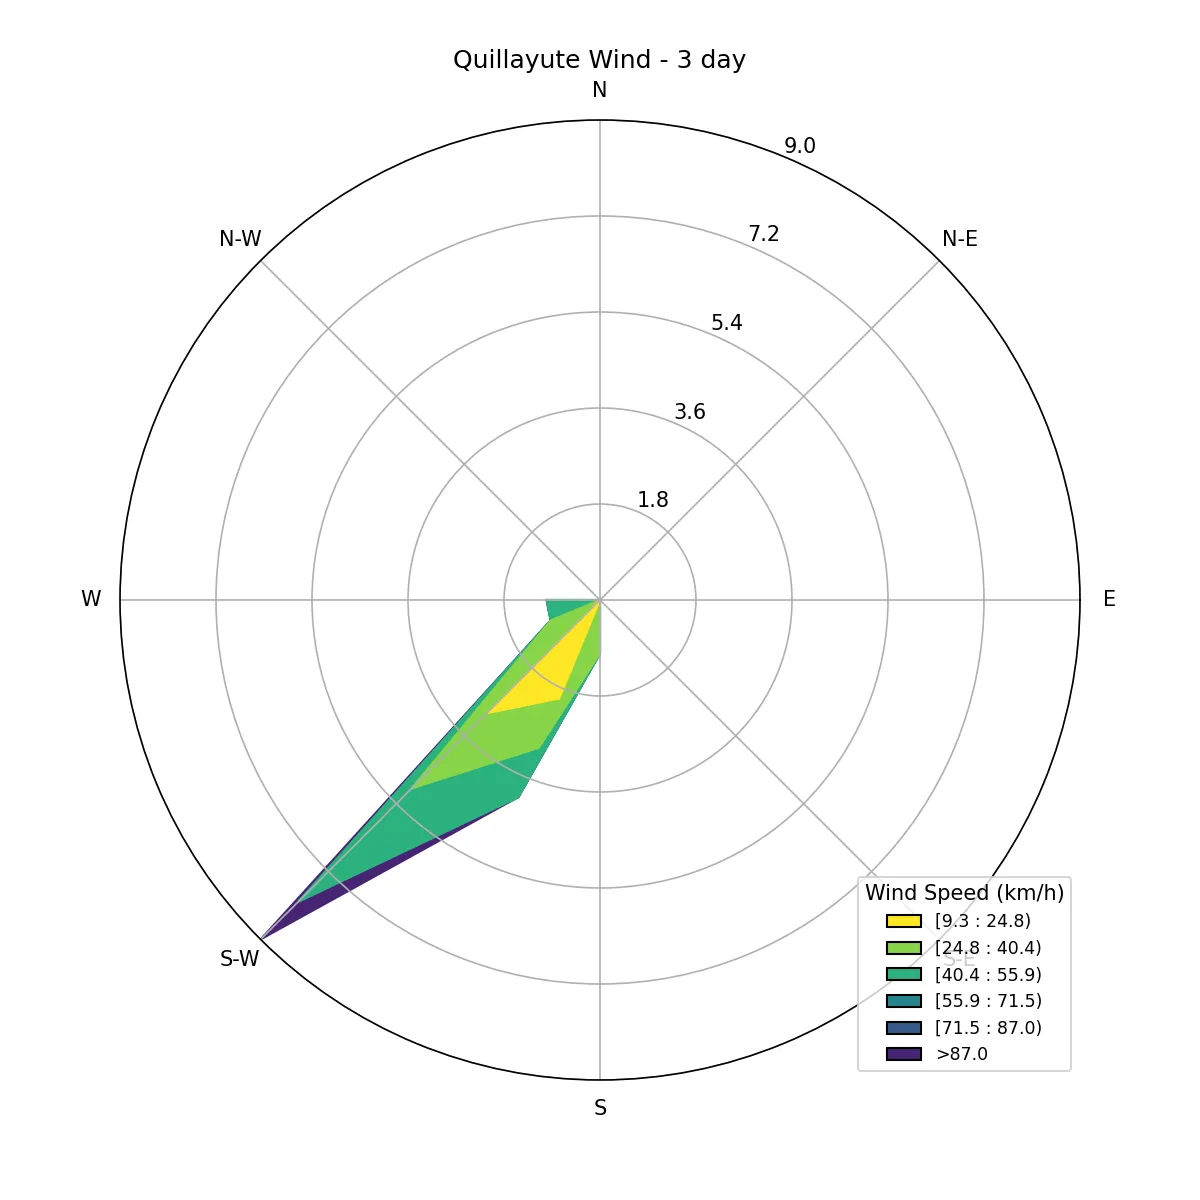 Quillayute Wind - 3 day
N
9.0
N-W
N-E
7.2
5.4
3.6
1.8
W
E
S-W
S-E
S
Wind Speed (km/h)
[9.3 : 24.8)
[24.8 : 40.4)
[40.4 : 55.9)
[55.9 : 71.5)
[71.5 : 87.0)
>87.0